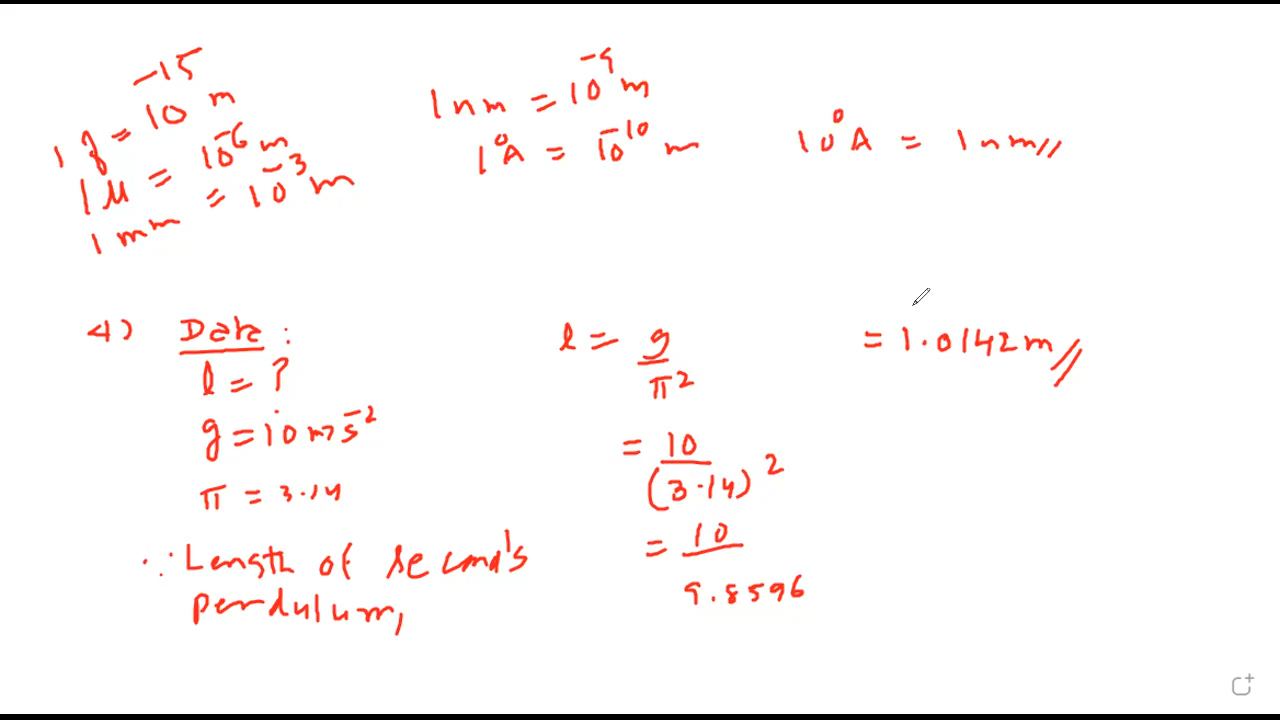 1 f = 10⁻¹⁵ m
1 μ = 10⁻⁶ m
1 mm = 10⁻³ m
1 nm = 10⁻⁹ m
1 A° = 10⁻¹⁰ m
10 A° = 1 nm //
4) Data :
l = ?
g = 10 ms⁻²
π = 3.14
∵ Length of second's
pendulum,
l = g / π²
= 10 / (3.14)²
= 10 / 9.8596
= 1.0142 m //